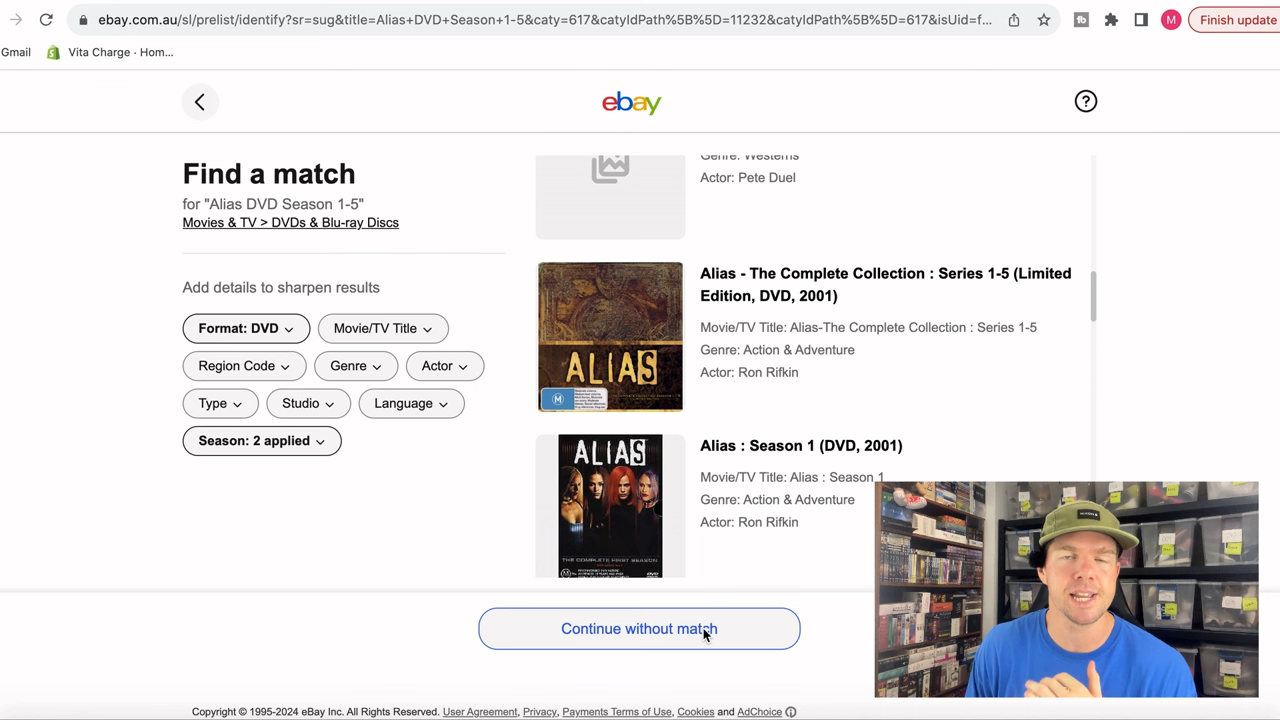 ebay.com.au/sl/prelist/identify?sr=sug&title=Alias+DVD+Season+1-5&caty=617&catyIdPath%5B%5D=11232&catyIdPath%5B%5D=617&isUid=f...
tb
M
Finish update
Gmail
Vita Charge · Hom...
ebay
Find a match
for "Alias DVD Season 1-5"
Movies & TV > DVDs & Blu-ray Discs
Add details to sharpen results
Format: DVD
Movie/TV Title
Region Code
Genre
Actor
Type
Studio
Language
Season: 2 applied
Genre: Westerns
Actor: Pete Duel
ALIAS
M
Alias - The Complete Collection : Series 1-5 (Limited
Edition, DVD, 2001)
Movie/TV Title: Alias-The Complete Collection : Series 1-5
Genre: Action & Adventure
Actor: Ron Rifkin
ALIAS
THE COMPLETE FIRST SEASON
M
DVD
Alias : Season 1 (DVD, 2001)
Movie/TV Title: Alias : Season 1
Genre: Action & Adventure
Actor: Ron Rifkin
Continue without match
Copyright © 1995-2024 eBay Inc. All Rights Reserved. User Agreement, Privacy, Payments Terms of Use, Cookies and AdChoice